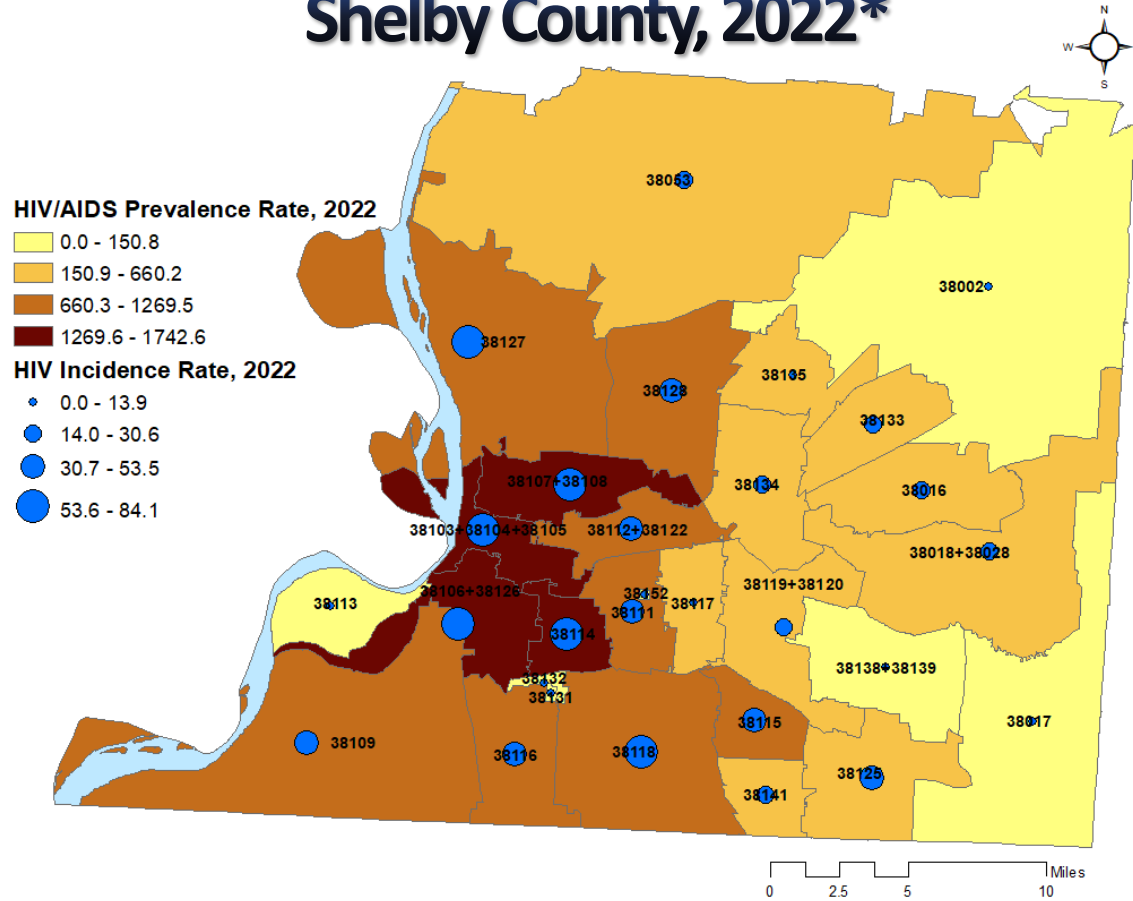 Shelby County, 2022*
N
W
S
HIV/AIDS Prevalence Rate, 2022
0.0 - 150.8
150.9 - 660.2
660.3 - 1269.5
1269.6 - 1742.6
HIV Incidence Rate, 2022
0.0 - 13.9
14.0 - 30.6
30.7 - 53.5
53.6 - 84.1
38053
38002
38127
38135
38128
38133
38107+38108
38134
38016
38103+38104+38105
38112+38122
38018+38028
38106+38126
38152
38119+38120
38113
38111
38117
38114
38138+38139
38132
38131
38017
38109
38115
38116
38118
38125
38141
Miles
0 2.5 5 10